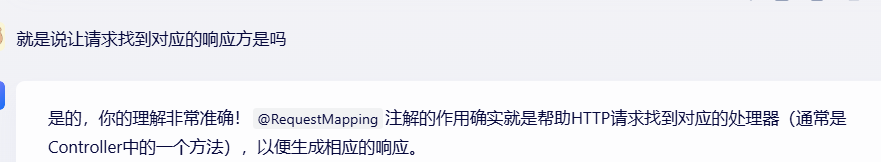 就是说让请求找到对应的响应方是吗
是的，你的理解非常准确！ @RequestMapping 注解的作用确实就是帮助HTTP请求找到对应的处理器（通常是
Controller中的一个方法），以便生成相应的响应。